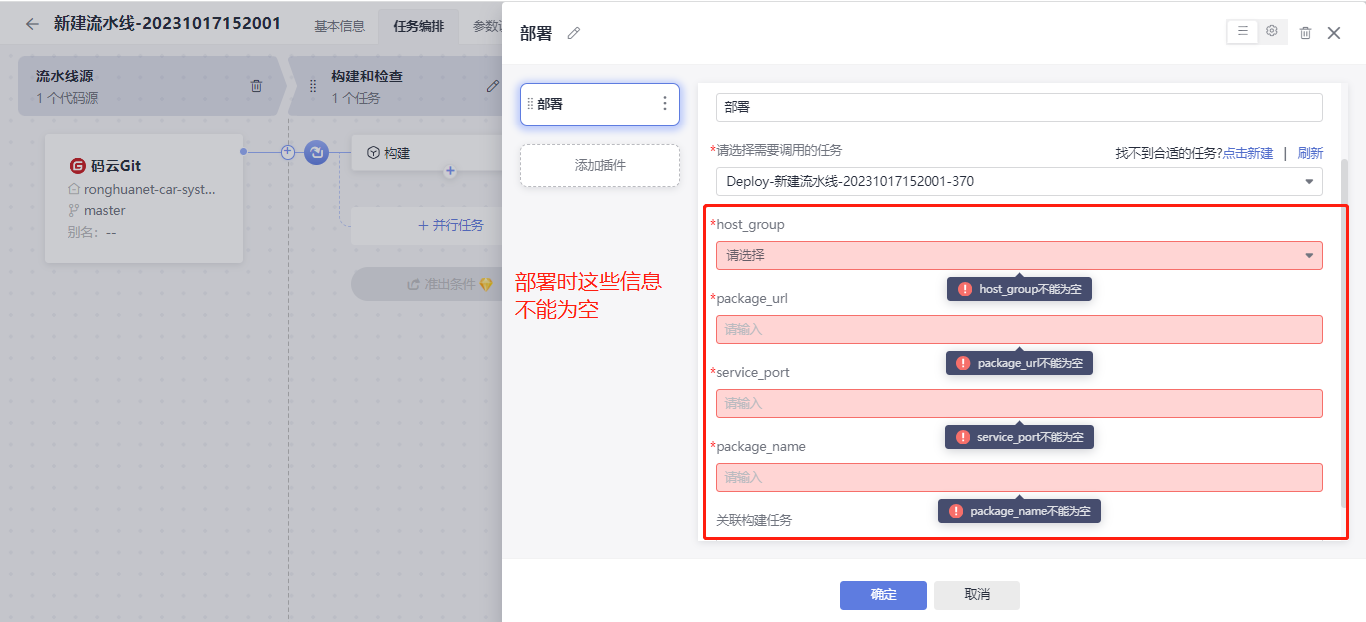 新建流水线-20231017152001
基本信息
任务编排
参数设
流水线源
1 个代码源
构建和检查
1 个任务
码云Git
ronghuanet-car-syst...
master
别名: --
构建
+ 并行任务
准出条件
部署时这些信息
不能为空
部署
部署
添加插件
部署
*请选择需要调用的任务
找不到合适的任务?点击新建 | 刷新
Deploy-新建流水线-20231017152001-370
*host_group
请选择
host_group不能为空
*package_url
请输入
package_url不能为空
*service_port
请输入
service_port不能为空
*package_name
请输入
package_name不能为空
关联构建任务
确定
取消